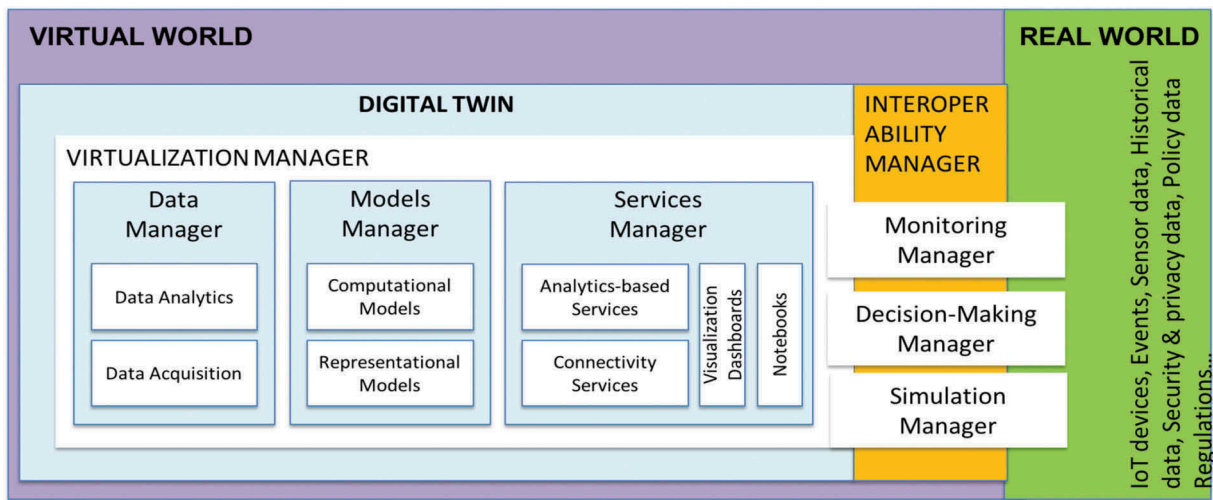 VIRTUAL WORLD
REAL WORLD
DIGITAL TWIN
INTEROPER
ABILITY
MANAGER
VIRTUALIZATION MANAGER
Data
Manager
Data Analytics
Data Acquisition
Models
Manager
Computational
Models
Representational
Models
Services
Manager
Analytics-based
Services
Connectivity
Services
Visualization
Dashboards
Notebooks
Monitoring
Manager
Decision-Making
Manager
Simulation
Manager
IoT devices, Events, Sensor data, Historical
data, Security & privacy data, Policy data
Regulations...